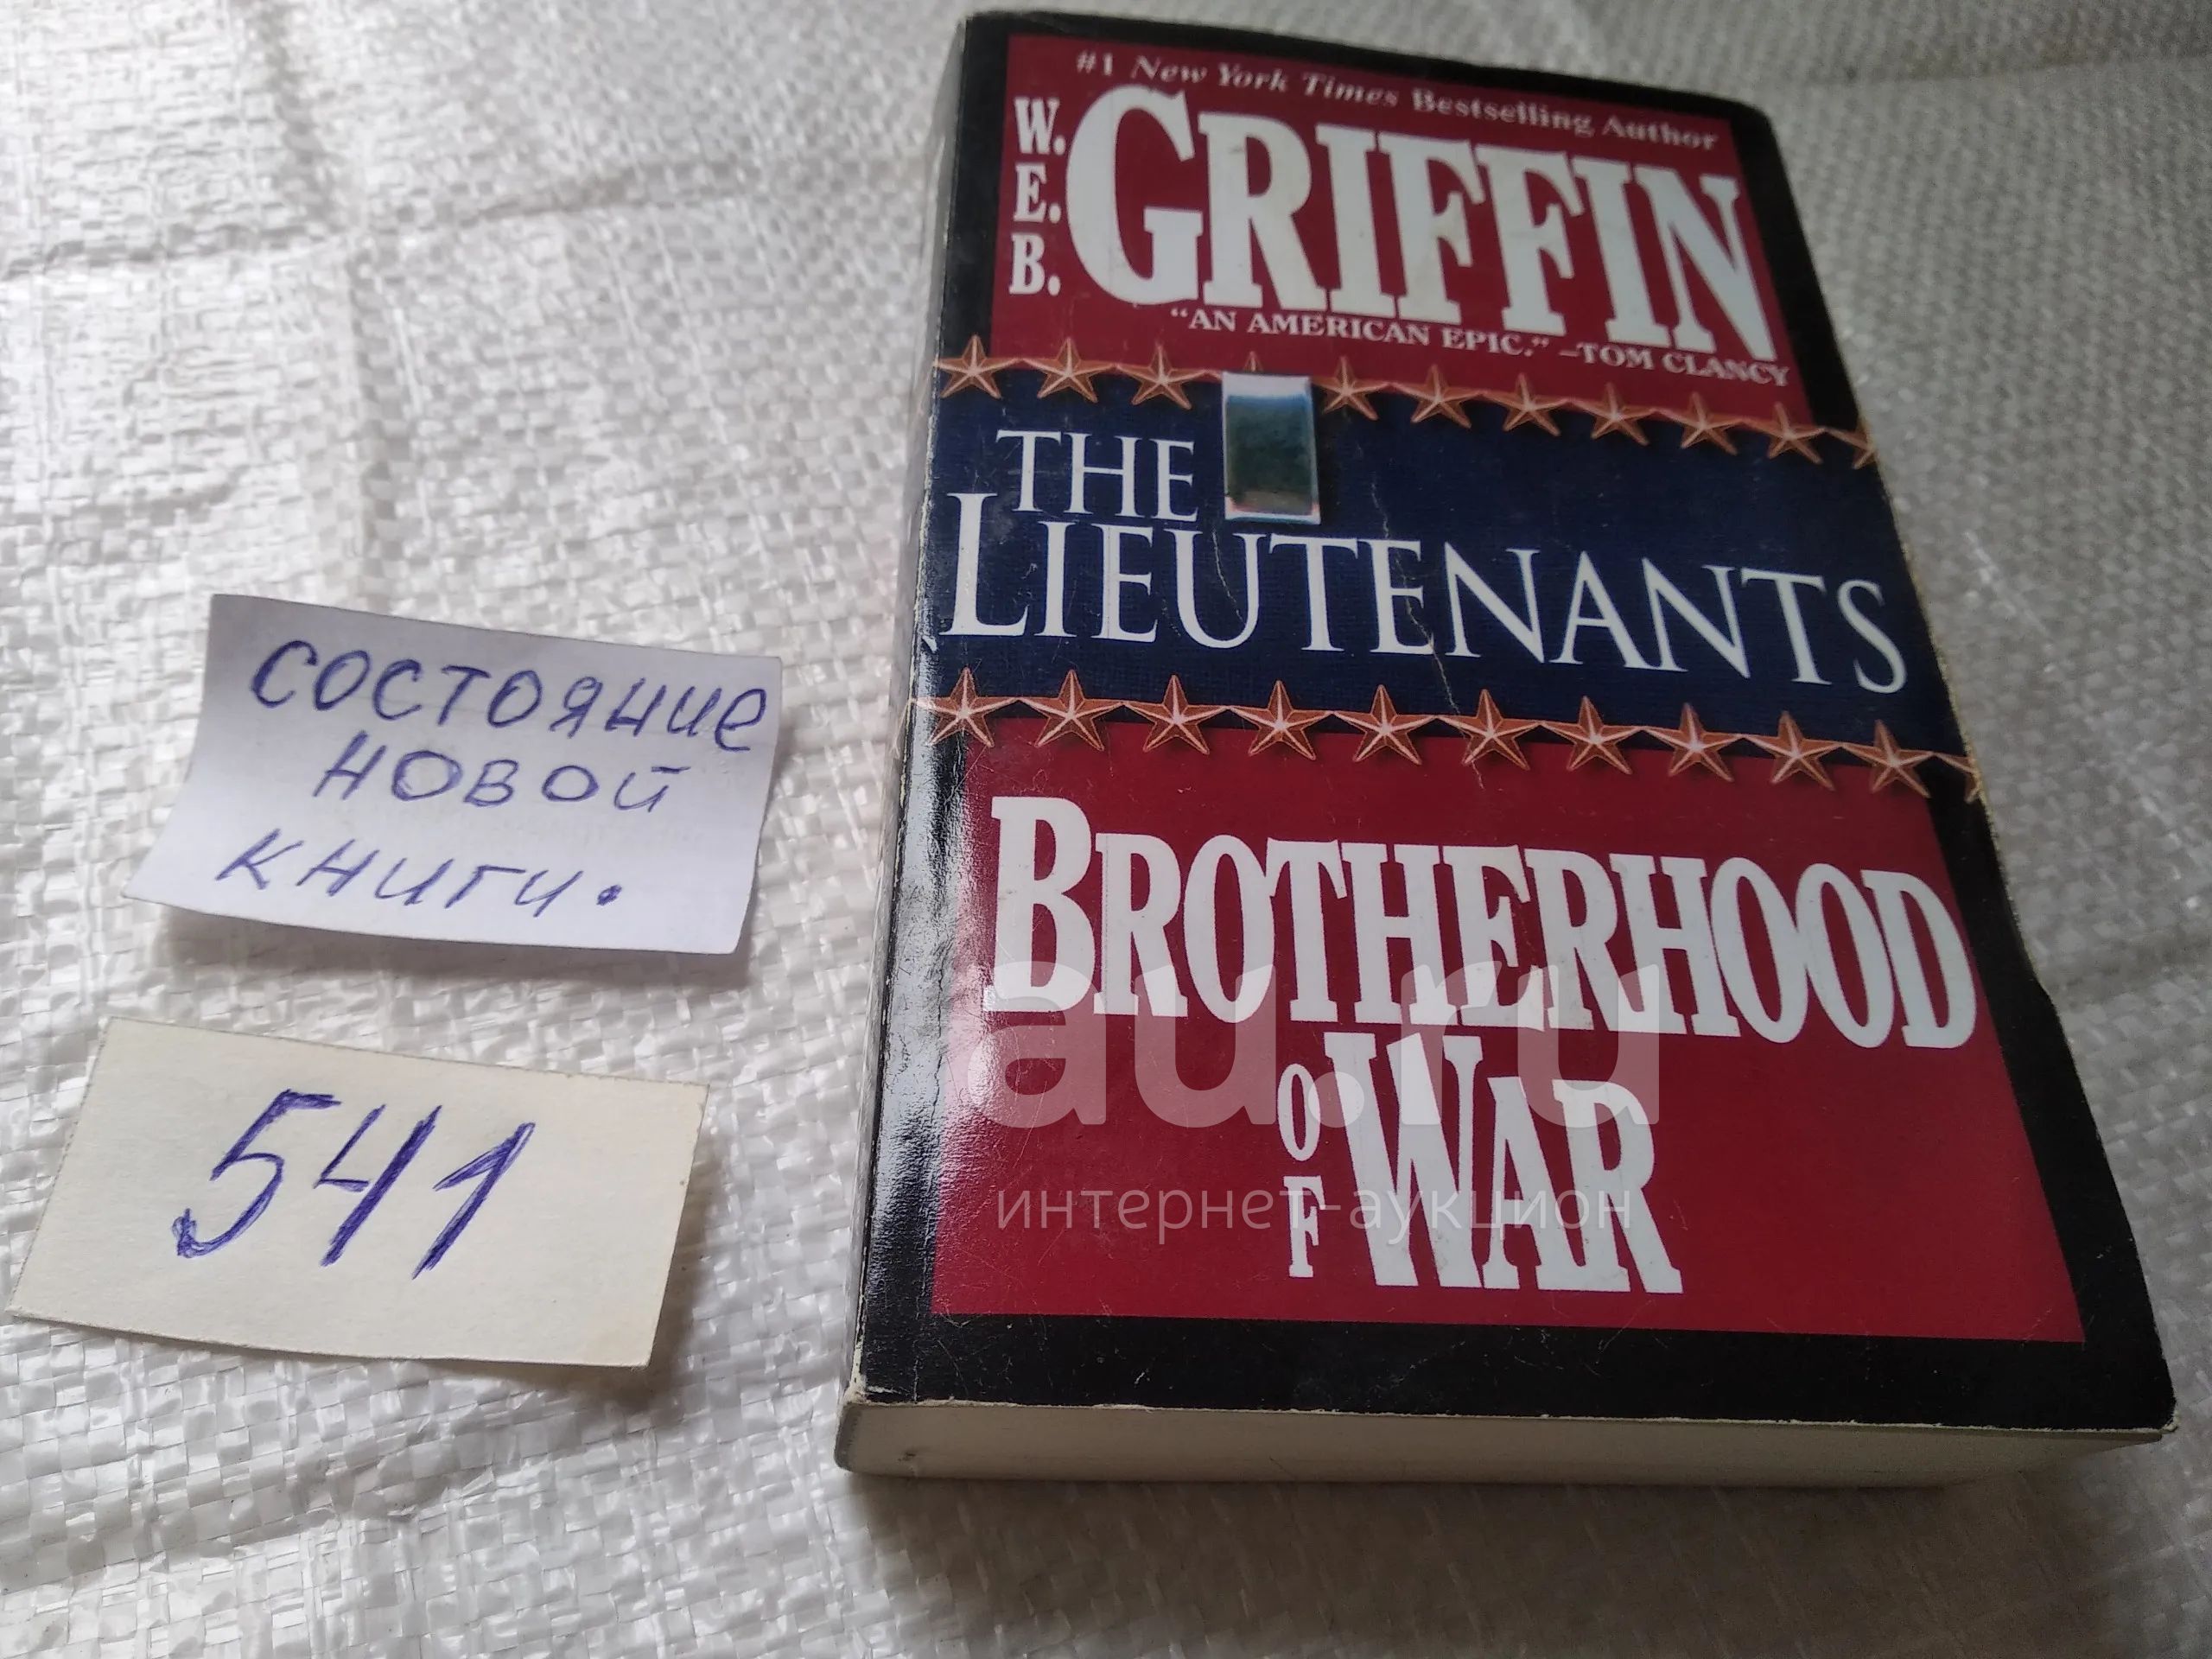 #1 New York Times Bestselling Author
W.E.B. GRIFFIN
"AN AMERICAN EPIC." –TOM CLANCY
THE
LIEUTENANTS
BROTHERHOOD
OF WAR
состояние
новой
книги.
541
au.ru
интернет-аукцион